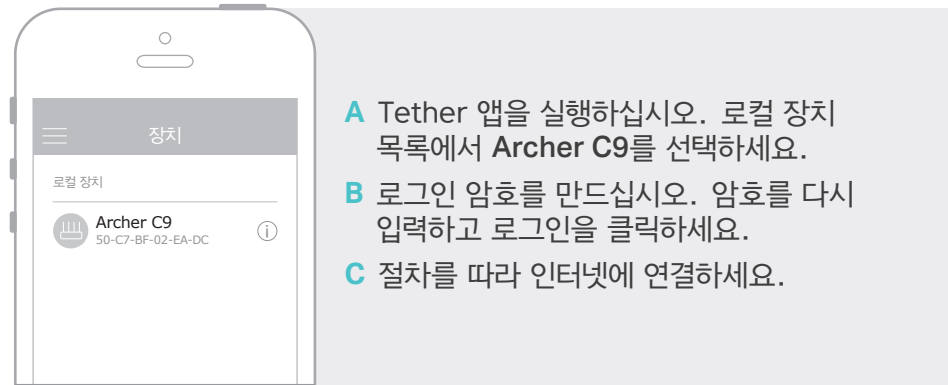 장치
로컬 장치
Archer C9
50-C7-BF-02-EA-DC
A Tether 앱을 실행하십시오. 로컬 장치
목록에서 Archer C9를 선택하세요.
B 로그인 암호를 만드십시오. 암호를 다시
입력하고 로그인을 클릭하세요.
C 절차를 따라 인터넷에 연결하세요.